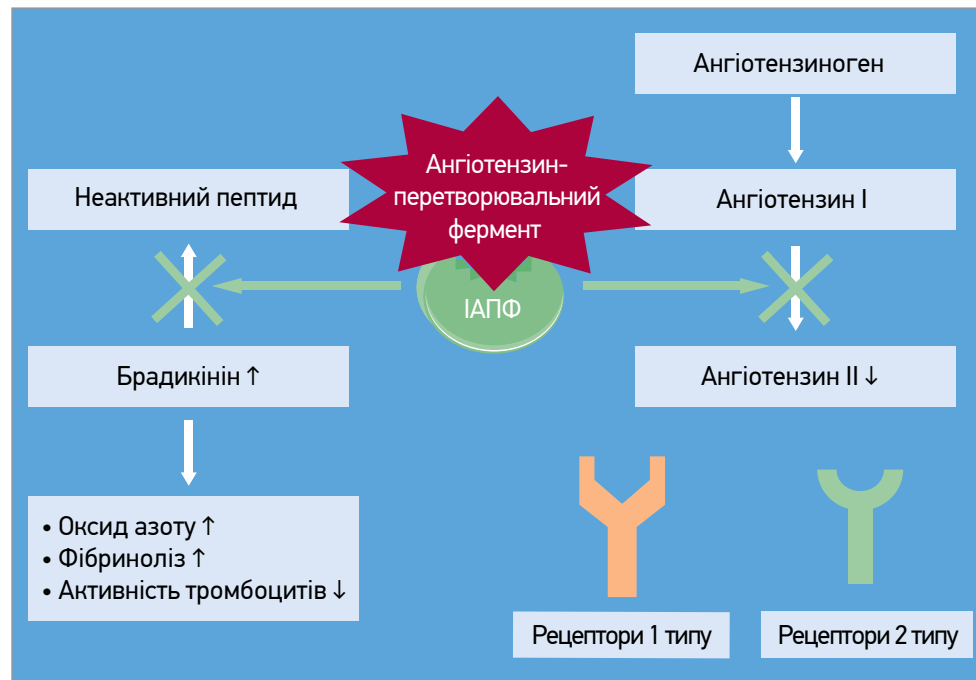 Ангіотензиноген
Ангіотензин-
перетворювальний
фермент
Неактивний пептид
Ангіотензин I
ІАПФ
Брадикінін ↑
Ангіотензин II ↓
• Оксид азоту ↑
• Фібриноліз ↑
• Активність тромбоцитів ↓
Рецептори 1 типу
Рецептори 2 типу